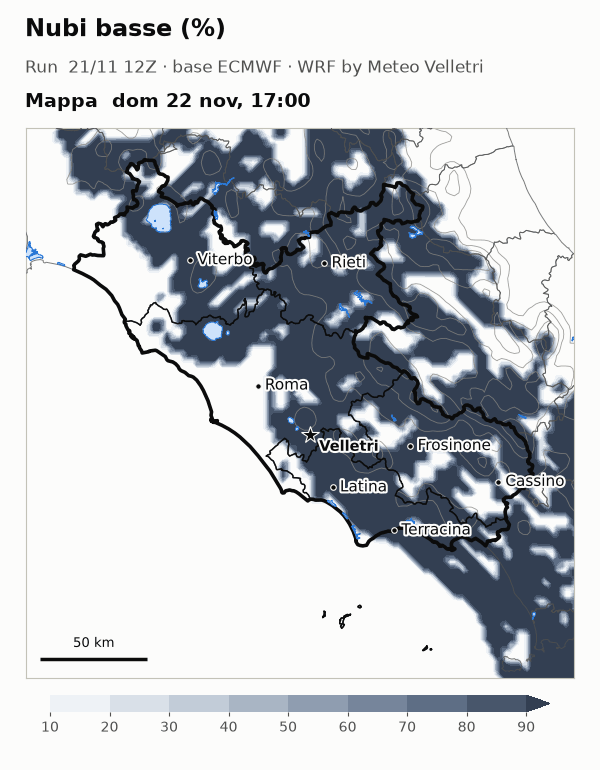 Nubi basse (%)
Run  21/11 12Z · base ECMWF · WRF by Meteo Velletri
Mappa  dom 22 nov, 17:00
Viterbo
Rieti
Roma
Velletri
Frosinone
Latina
Cassino
Terracina
50 km
10 20 30 40 50 60 70 80 90